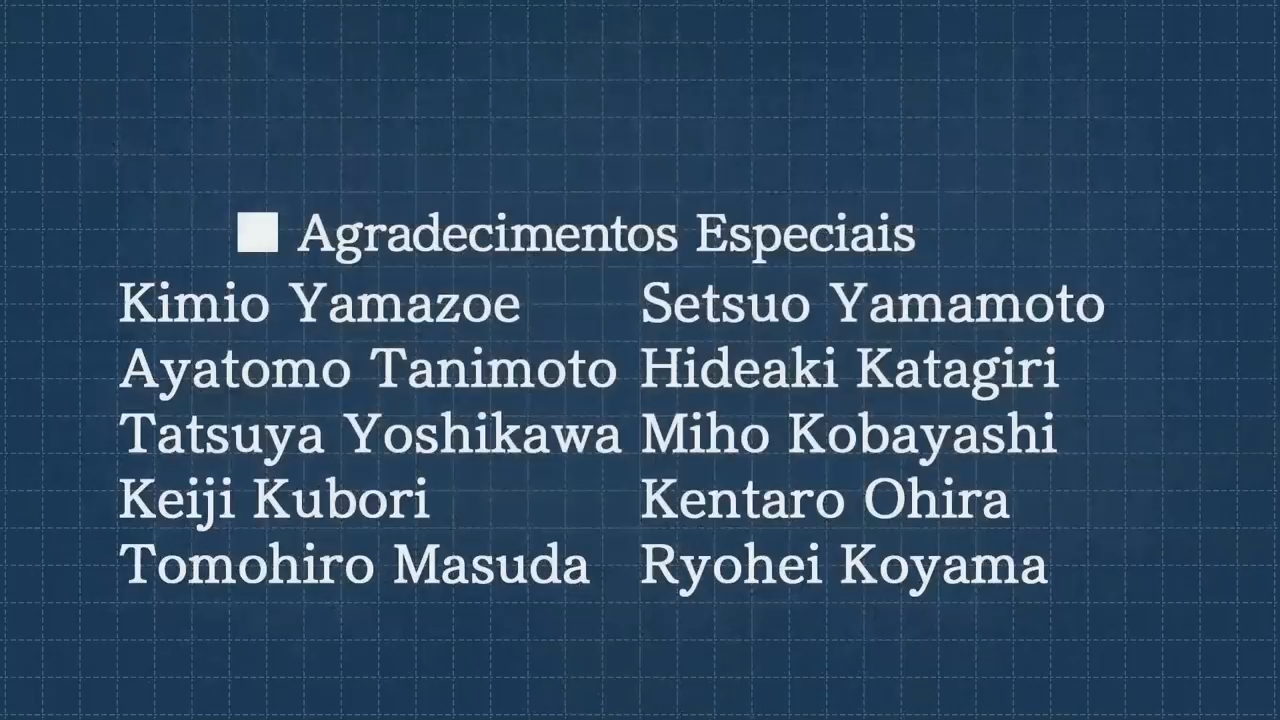 ■ Agradecimentos Especiais
Kimio Yamazoe Setsuo Yamamoto
Ayatomo Tanimoto Hideaki Katagiri
Tatsuya Yoshikawa Miho Kobayashi
Keiji Kubori Kentaro Ohira
Tomohiro Masuda Ryohei Koyama